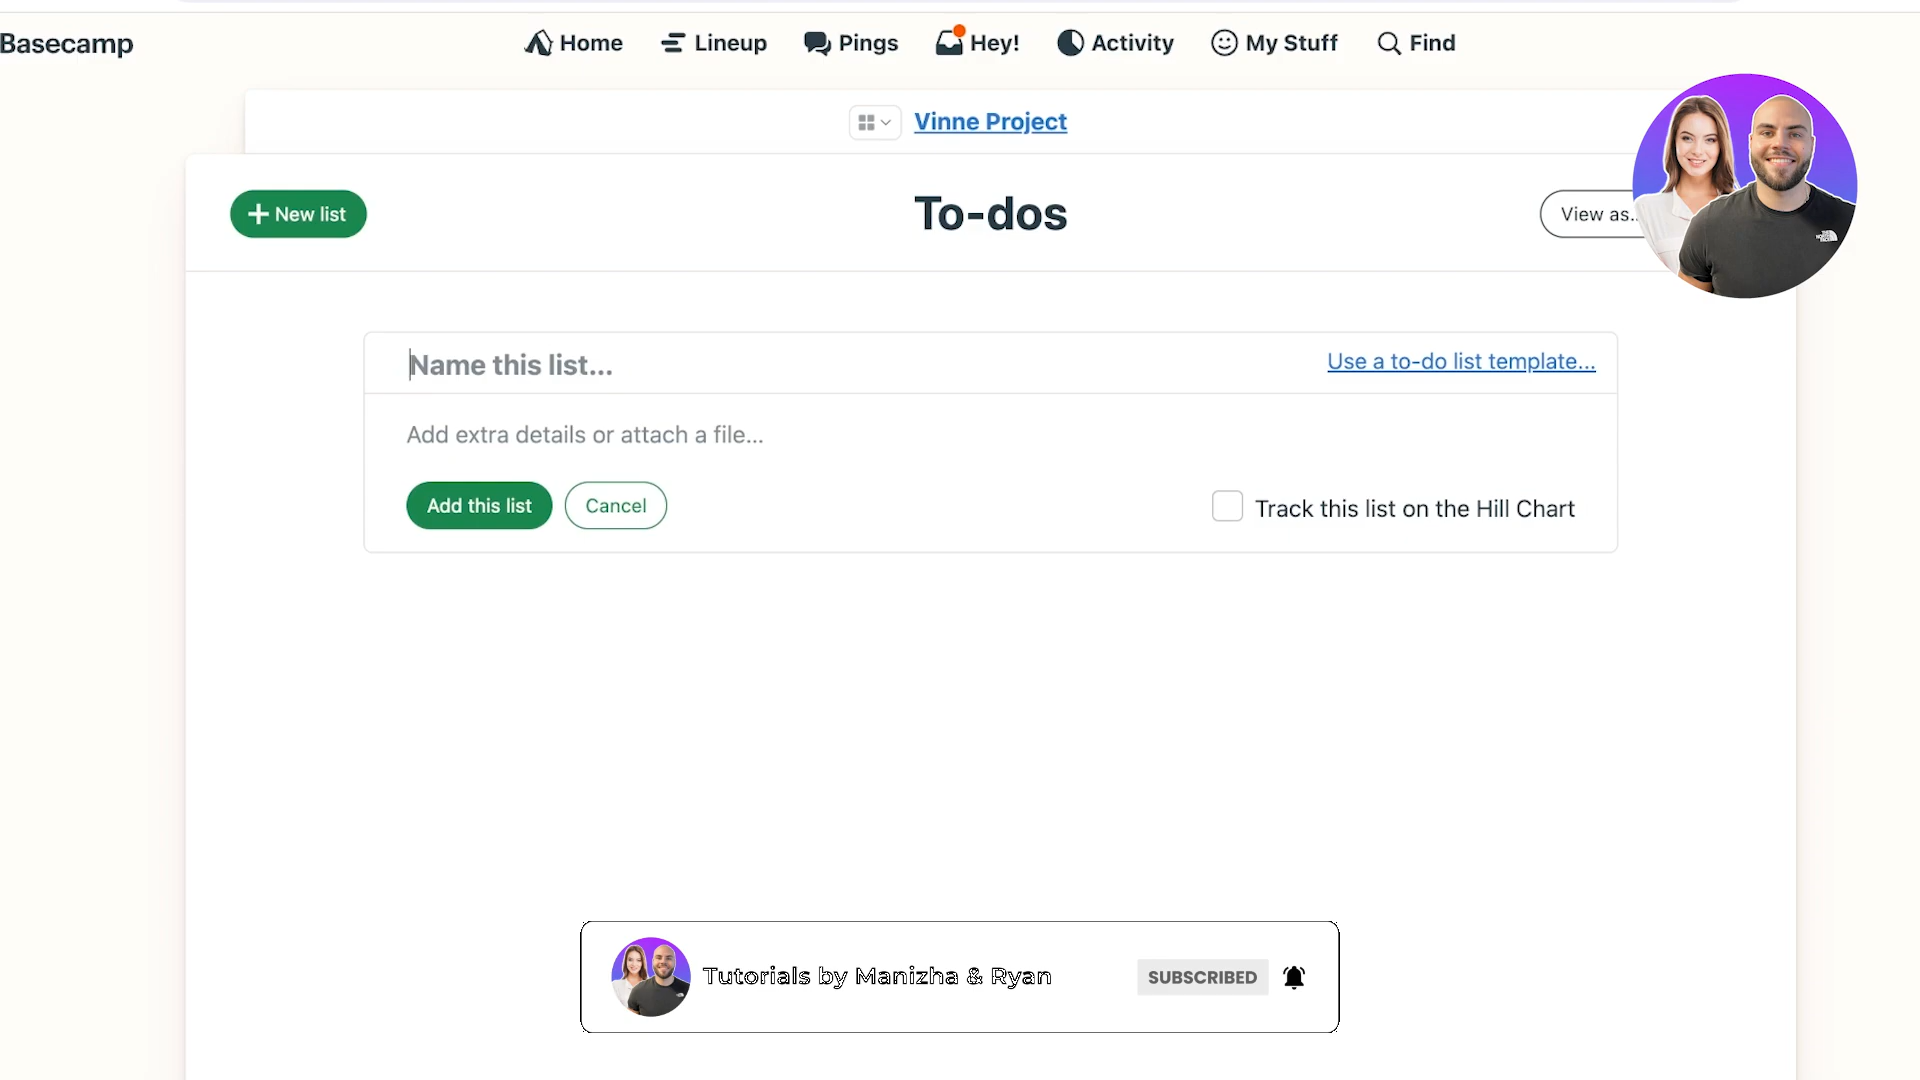 Basecamp
Home
Lineup
Pings
Hey!
Activity
My Stuff
Find
Vinne Project
New list
To-dos
View as...
Name this list...
Use a to-do list template...
Add extra details or attach a file...
Add this list
Cancel
Track this list on the Hill Chart
Tutorials by Manizha & Ryan
SUBSCRIBED